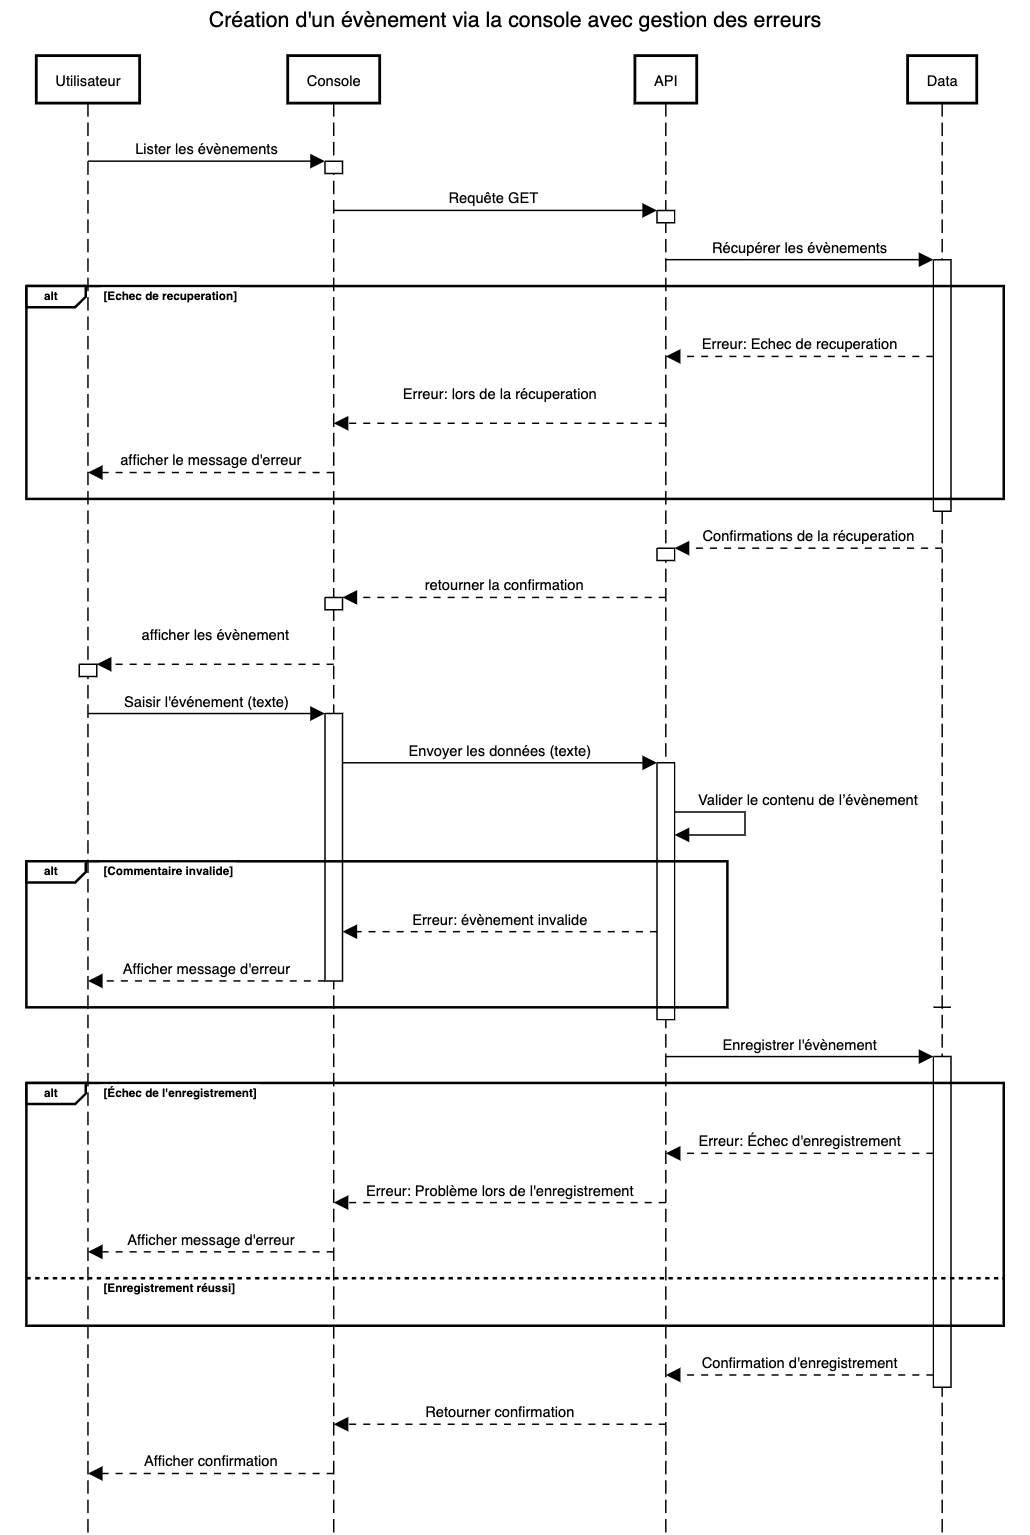 Création d'un évènement via la console avec gestion des erreurs
Utilisateur
Console
API
Data
Lister les évènements
Requête GET
Récupérer les évènements
alt
[Echec de recuperation]
Erreur: Echec de recuperation
Erreur: lors de la récuperation
afficher le message d'erreur
Confirmations de la récuperation
retourner la confirmation
afficher les évènement
Saisir l'événement (texte)
Envoyer les données (texte)
Valider le contenu de l’évènement
alt
[Commentaire invalide]
Erreur: évènement invalide
Afficher message d'erreur
Enregistrer l'évènement
alt
[Échec de l'enregistrement]
Erreur: Échec d'enregistrement
Erreur: Problème lors de l'enregistrement
Afficher message d'erreur
[Enregistrement réussi]
Confirmation d'enregistrement
Retourner confirmation
Afficher confirmation